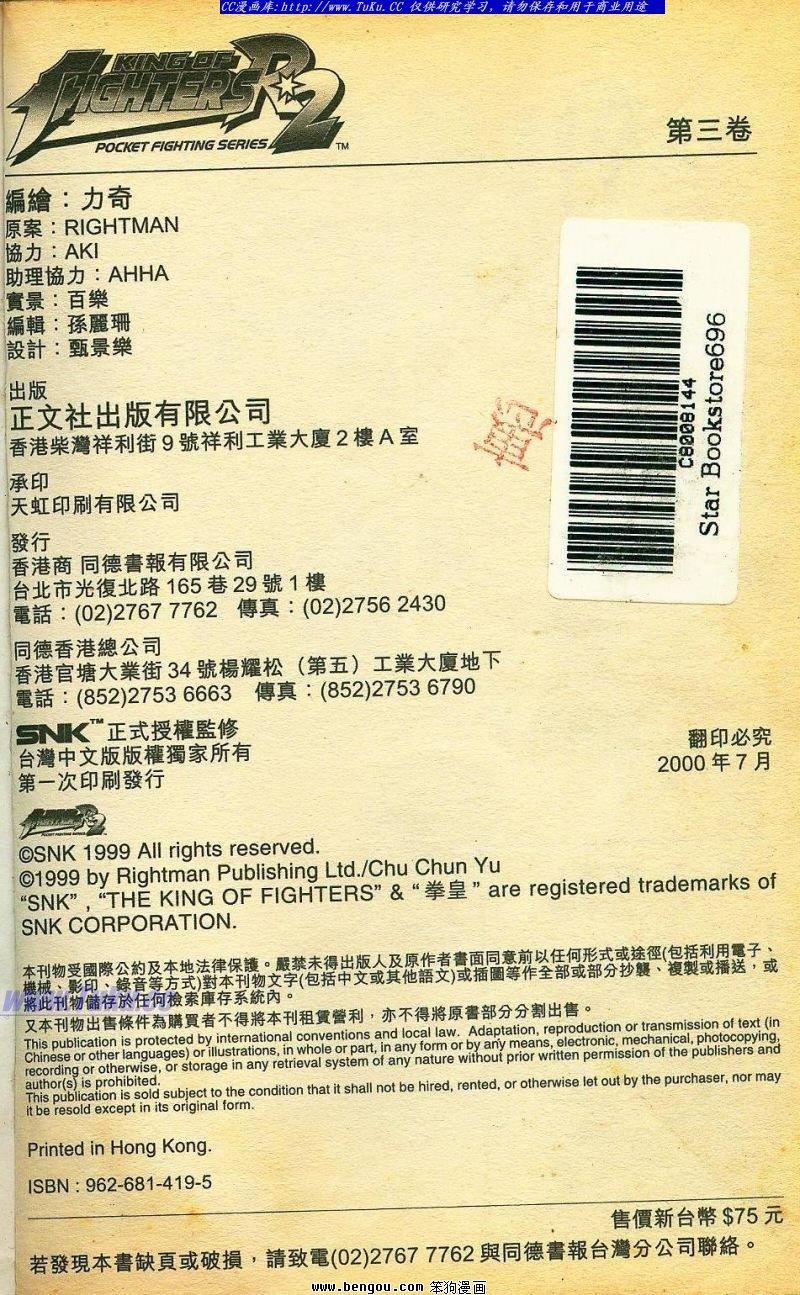 CC漫画库:http://www.TuKu.CC 仅供研究学习，请勿保存和用于商业用途
KING OF
FIGHTERS R2
POCKET FIGHTING SERIES
TM
第三卷
編繪：力奇
原案：RIGHTMAN
協力：AKI
助理協力：AHHA
實景：百樂
編輯：孫麗珊
設計：甄景樂
C8008144
Star Bookstore696
出版
正文社出版有限公司
香港柴灣祥利街9號祥利工業大廈2樓A室
承印
天虹印刷有限公司
發行
香港商 同德書報有限公司
台北市光復北路165巷29號1樓
電話：(02)2767 7762 傳真：(02)2756 2430
同德香港總公司
香港官塘大業街34號楊耀松（第五）工業大廈地下
電話：(852)2753 6663 傳真：(852)2753 6790
SNK™正式授權監修
台灣中文版版權獨家所有
第一次印刷發行
翻印必究
2000年7月
©SNK 1999 All rights reserved.
©1999 by Rightman Publishing Ltd./Chu Chun Yu
“SNK” , “THE KING OF FIGHTERS” & “拳皇” are registered trademarks of
SNK CORPORATION.
本刊物受國際公約及本地法律保護。嚴禁未得出版人及原作者書面同意前以任何形式或途徑(包括利用電子、
機械、影印、錄音等方式)對本刊物文字(包括中文或其他語文)或插圖等作全部或部分抄襲、複製或播送，或
將此刊物儲存於任何檢索庫存系統內。
又本刊物出售條件為購買者不得將本刊租賃營利，亦不得將原書部分分割出售。
This publication is protected by international conventions and local law. Adaptation, reproduction or transmission of text (in
Chinese or other languages) or illustrations, in whole or part, in any form or by any means, electronic, mechanical, photocopying,
recording or otherwise, or storage in any retrieval system of any nature without prior written permission of the publishers and
author(s) is prohibited.
This publication is sold subject to the condition that it shall not be hired, rented, or otherwise let out by the purchaser, nor may
it be resold except in its original form.
Printed in Hong Kong.
ISBN : 962-681-419-5
售價新台幣$75元
若發現本書缺頁或破損，請致電(02)2767 7762與同德書報台灣分公司聯絡。
www.bengou.com 笨狗漫画